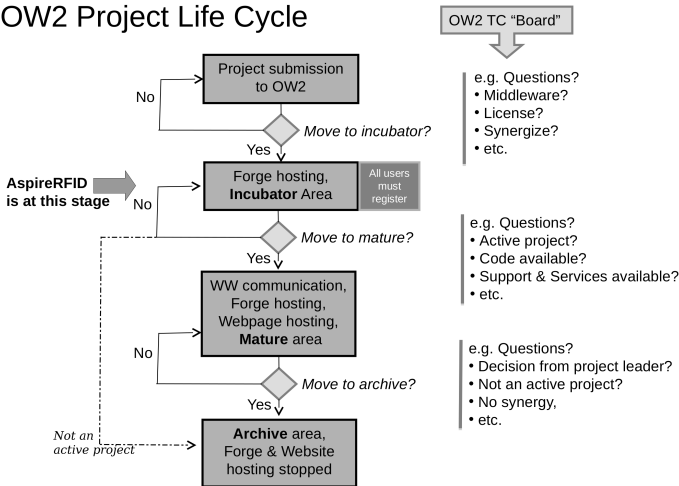 OW2 Project Life Cycle
OW2 TC “Board”
Project submission
to OW2
No
Move to incubator?
Yes
e.g. Questions?
• Middleware?
• License?
• Synergize?
• etc.
AspireRFID
is at this stage
No
Forge hosting,
Incubator Area
All users
must
register
Move to mature?
Yes
e.g. Questions?
• Active project?
• Code available?
• Support & Services available?
• etc.
WW communication,
Forge hosting,
Webpage hosting,
Mature area
No
Move to archive?
Yes
e.g. Questions?
• Decision from project leader?
• Not an active project?
• No synergy,
• etc.
Not an
active project
Archive area,
Forge & Website
hosting stopped